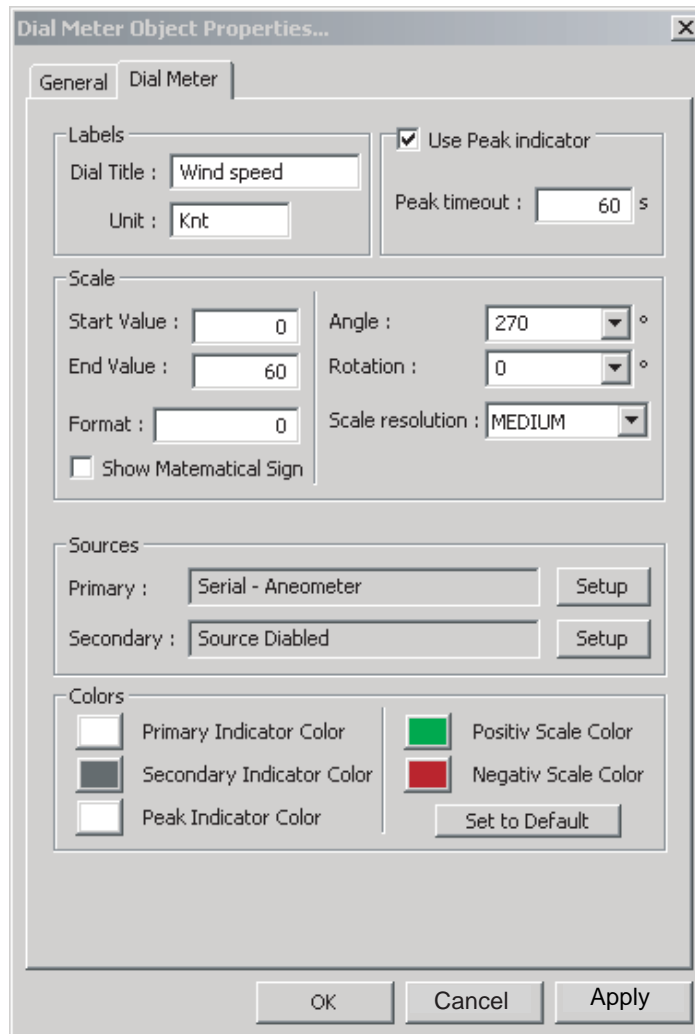 Dial Meter Object Properties...
General Dial Meter
Labels
Dial Title : Wind speed
Unit : Knt
Use Peak indicator
Peak timeout : 60 s
Scale
Start Value : 0
End Value : 60
Format : 0
Show Matematical Sign
Angle : 270 °
Rotation : 0 °
Scale resolution : MEDIUM
Sources
Primary : Serial - Aneometer Setup
Secondary : Source Diabled Setup
Colors
Primary Indicator Color
Secondary Indicator Color
Peak Indicator Color
Positiv Scale Color
Negativ Scale Color
Set to Default
OK Cancel Apply